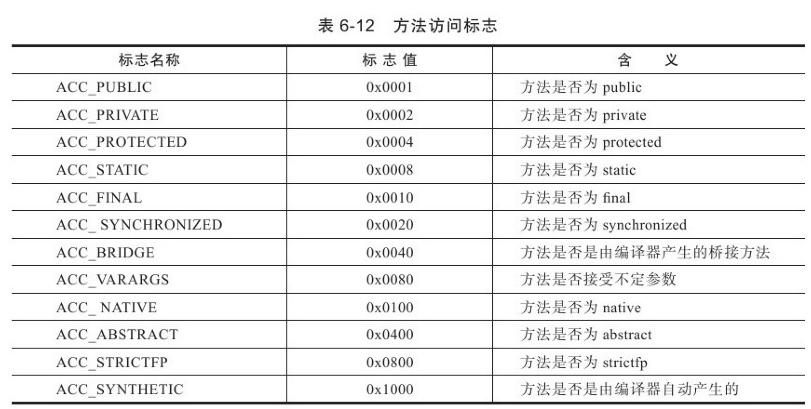 表 6-12 方法访问标志
标志名称 标 志 值 含 义
ACC_PUBLIC 0x0001 方法是否为 public
ACC_PRIVATE 0x0002 方法是否为 private
ACC_PROTECTED 0x0004 方法是否为 protected
ACC_STATIC 0x0008 方法是否为 static
ACC_FINAL 0x0010 方法是否为 final
ACC_ SYNCHRONIZED 0x0020 方法是否为 synchronized
ACC_BRIDGE 0x0040 方法是否是由编译器产生的桥接方法
ACC_VARARGS 0x0080 方法是否接受不定参数
ACC_ NATIVE 0x0100 方法是否为 native
ACC_ABSTRACT 0x0400 方法是否为 abstract
ACC_STRICTFP 0x0800 方法是否为 strictfp
ACC_SYNTHETIC 0x1000 方法是否是由编译器自动产生的